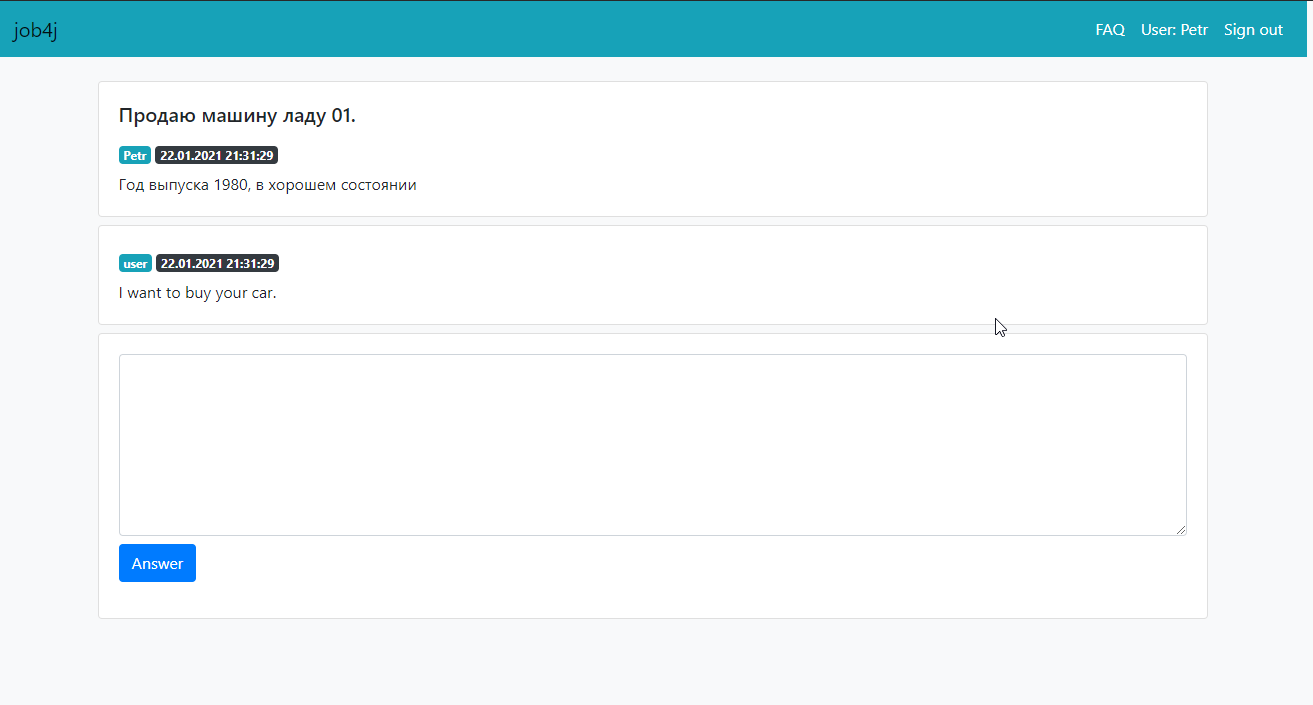 job4j FAQ User: Petr Sign out
Продаю машину ладу 01.
Petr 22.01.2021 21:31:29
Год выпуска 1980, в хорошем состоянии
user 22.01.2021 21:31:29
I want to buy your car.
Answer